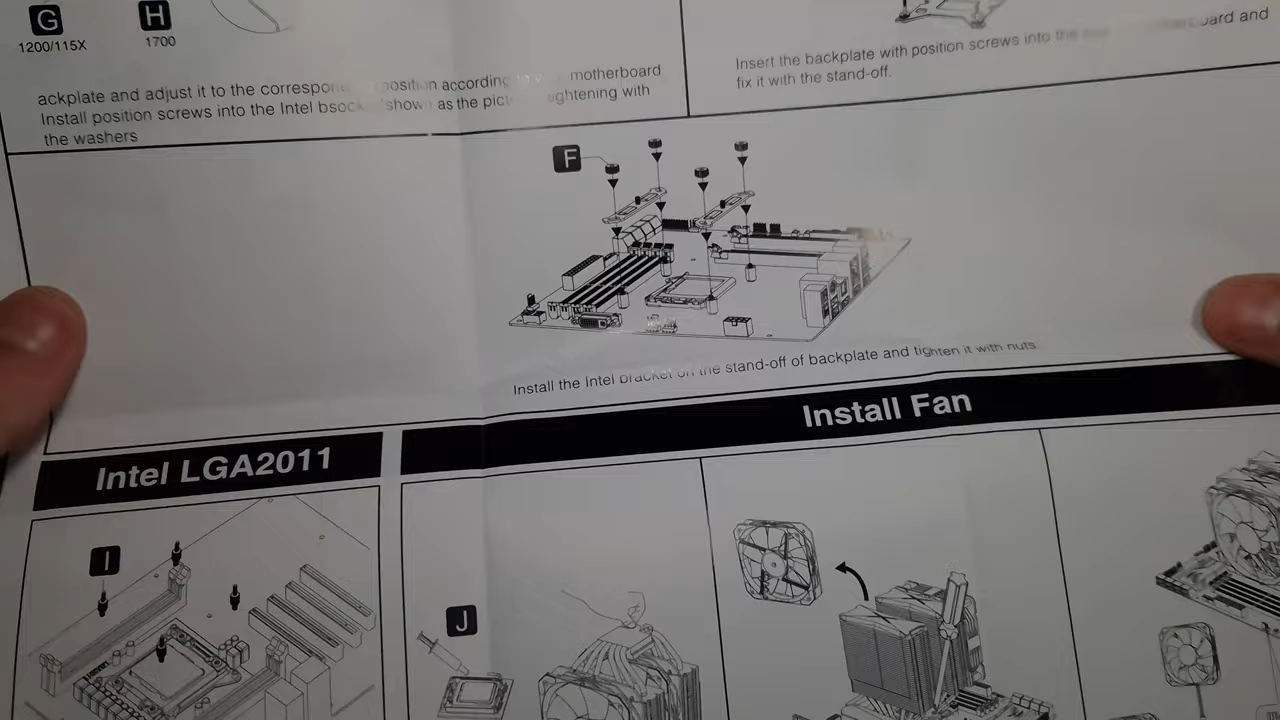 G
1200/115X
H
1700
ackplate and adjust it to the position according motherboard
Install position screws into the Intel shown as the with
the washers
Insert the backplate with position screws into the and
fix it with the stand-off.
F
Install the Intel bracket on the stand-off of backplate and tighten it with nuts.
Intel LGA2011
Install Fan
I
J